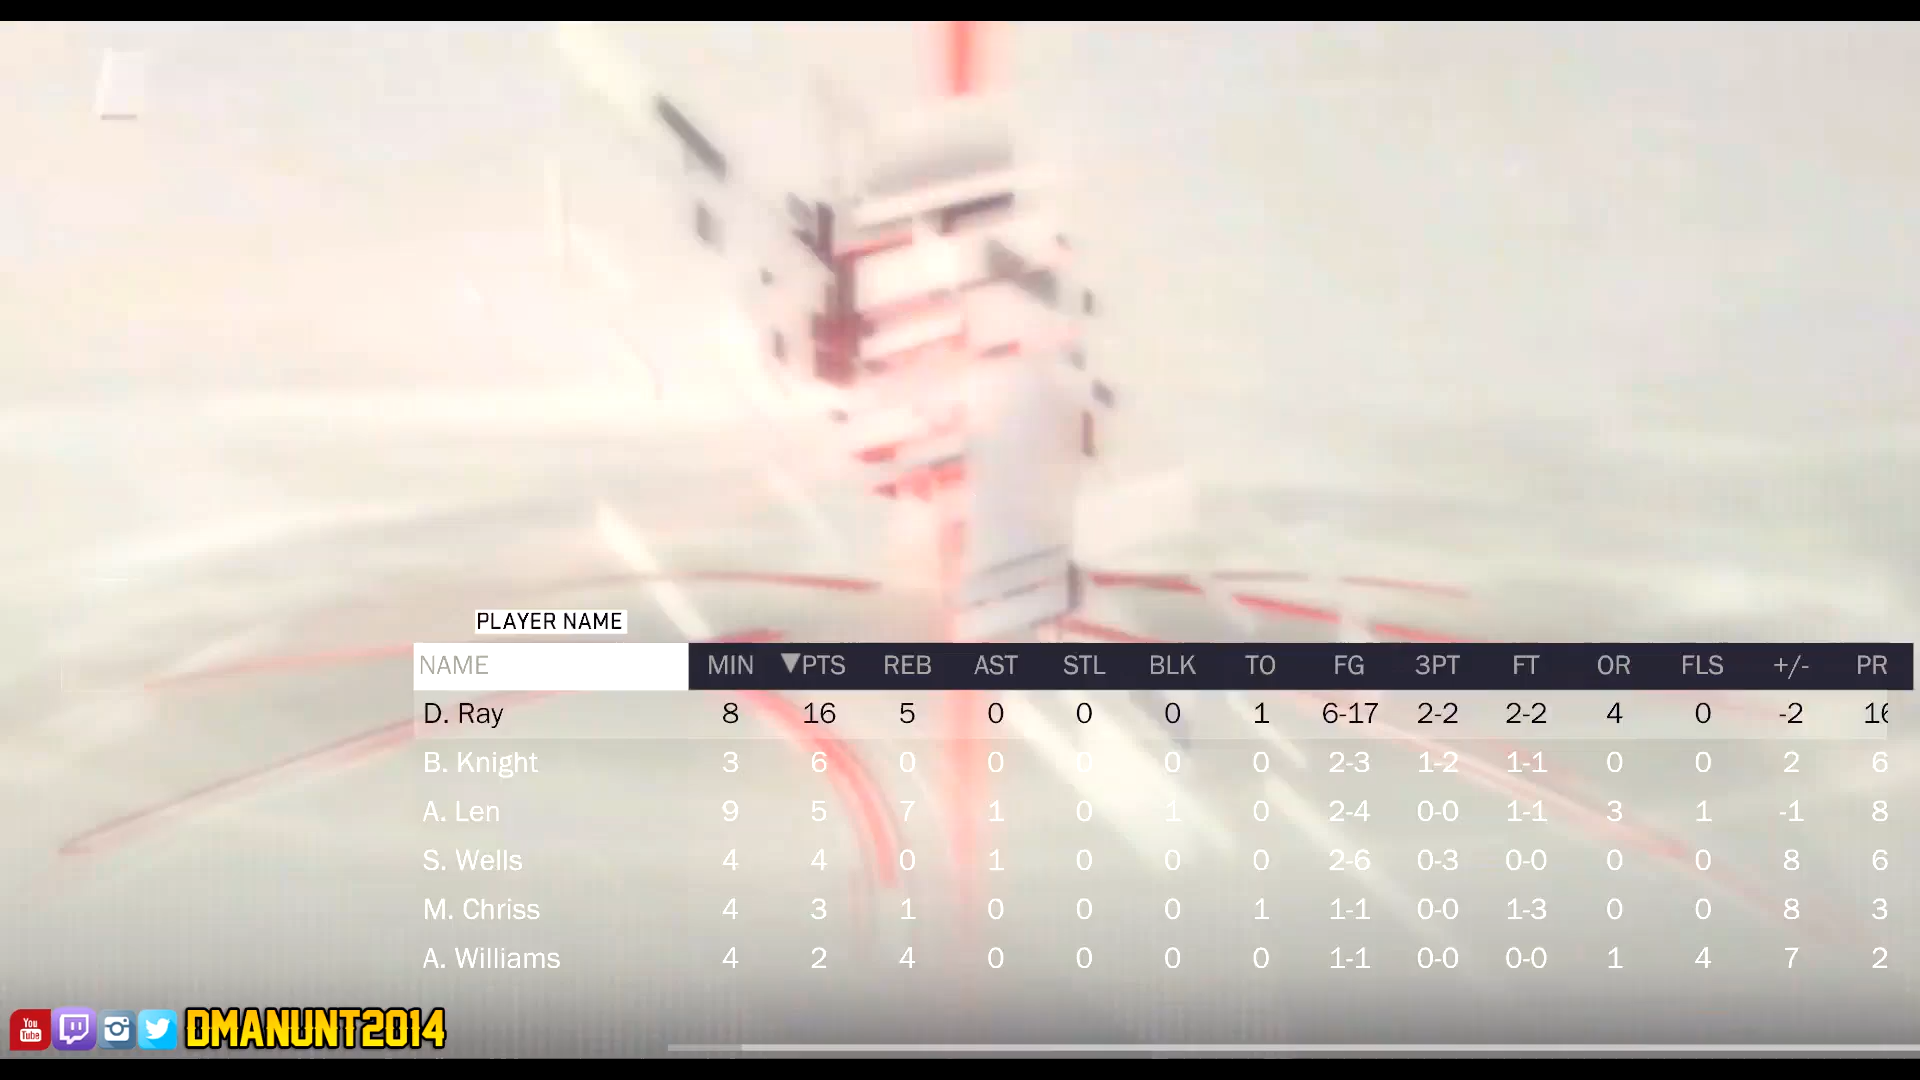 PLAYER NAME
NAME MIN ▼PTS REB AST STL BLK TO FG 3PT FT OR FLS +/- PR
D. Ray 8 16 5 0 0 0 1 6-17 2-2 2-2 4 0 -2 16
B. Knight 3 6 0 0 0 0 0 2-3 1-2 1-1 0 0 2 6
A. Len 9 5 7 1 0 1 0 2-4 0-0 1-1 3 1 -1 8
S. Wells 4 4 0 1 0 0 0 2-6 0-3 0-0 0 0 8 6
M. Chriss 4 3 1 0 0 0 1 1-1 0-0 1-3 0 0 8 3
A. Williams 4 2 4 0 0 0 0 1-1 0-0 0-0 1 4 7 2
You Tube DMANUNT2014